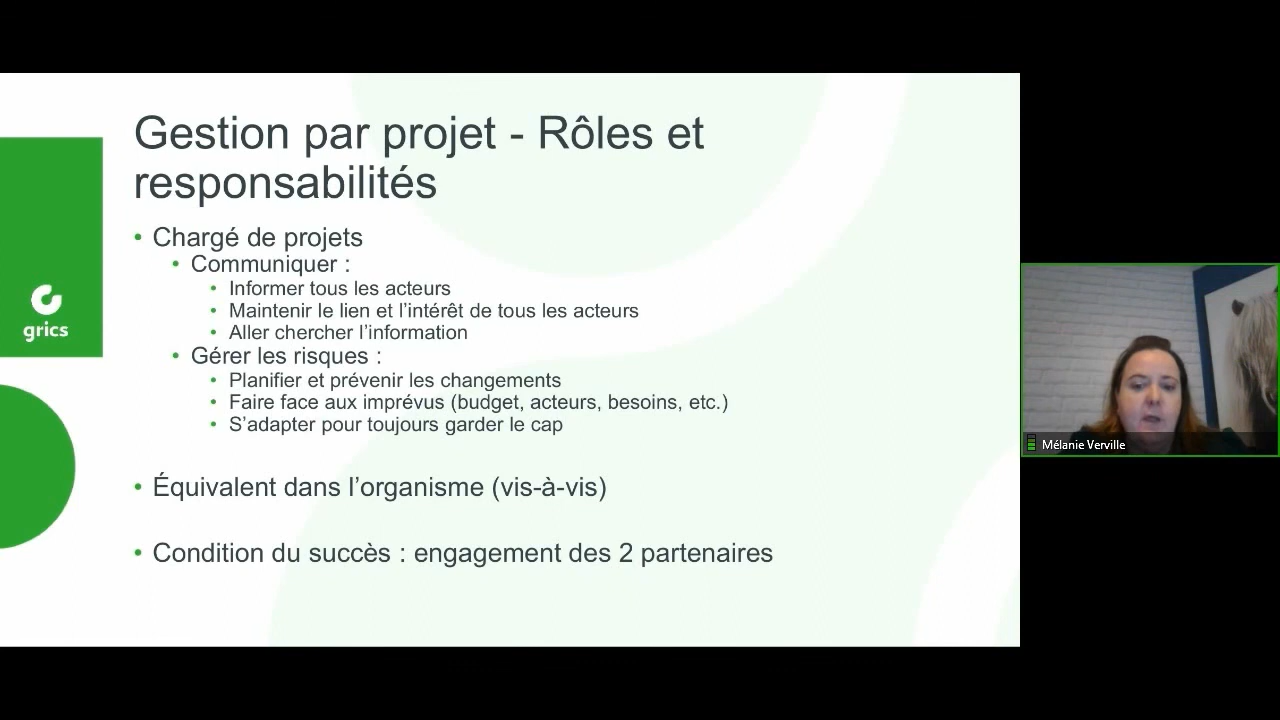 Gestion par projet - Rôles et
responsabilités
• Chargé de projets
• Communiquer :
• Informer tous les acteurs
• Maintenir le lien et l’intérêt de tous les acteurs
• Aller chercher l’information
• Gérer les risques :
• Planifier et prévenir les changements
• Faire face aux imprévus (budget, acteurs, besoins, etc.)
• S’adapter pour toujours garder le cap
• Équivalent dans l’organisme (vis-à-vis)
• Condition du succès : engagement des 2 partenaires
grics
Mélanie Verville